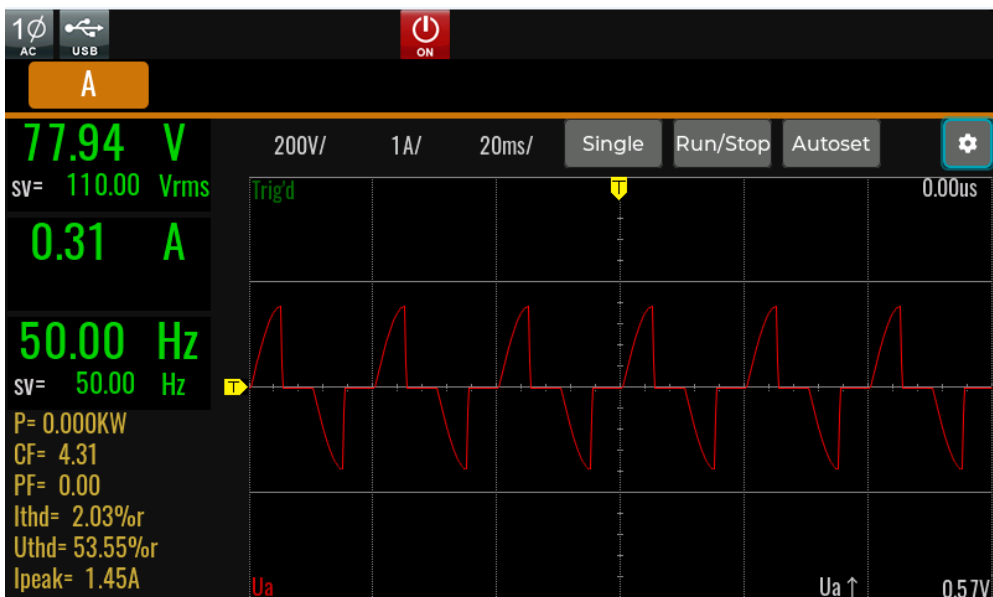 1Ø
AC
USB
ON
A
77.94 V
sv= 110.00 Vrms
0.31 A
50.00 Hz
sv= 50.00 Hz
P= 0.000KW
CF= 4.31
PF= 0.00
Ithd= 2.03%r
Uthd= 53.55%r
Ipeak= 1.45A
200V/ 1A/ 20ms/ Single Run/Stop Autoset
Trig'd T 0.00us
T
Ua Ua ↑ 0.57V